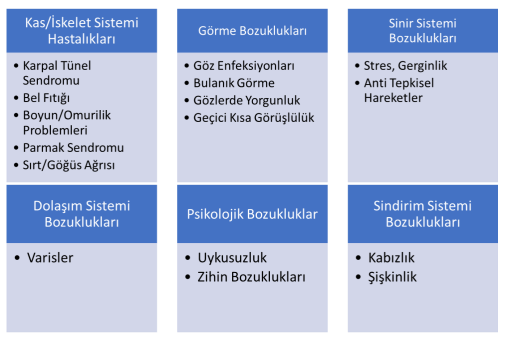 Kas/İskelet Sistemi
Hastalıkları
• Karpal Tünel
Sendromu
• Bel Fıtığı
• Boyun/Omurilik
Problemleri
• Parmak Sendromu
• Sırt/Göğüs Ağrısı
Görme Bozuklukları
• Göz Enfeksiyonları
• Bulanık Görme
• Gözlerde Yorgunluk
• Geçici Kısa Görüşlülük
Sinir Sistemi
Bozuklukları
• Stres, Gerginlik
• Anti Tepkisel
Hareketler
Dolaşım Sistemi
Bozuklukları
• Varisler
Psikolojik Bozukluklar
• Uykusuzluk
• Zihin Bozuklukları
Sindirim Sistemi
Bozuklukları
• Kabızlık
• Şişkinlik